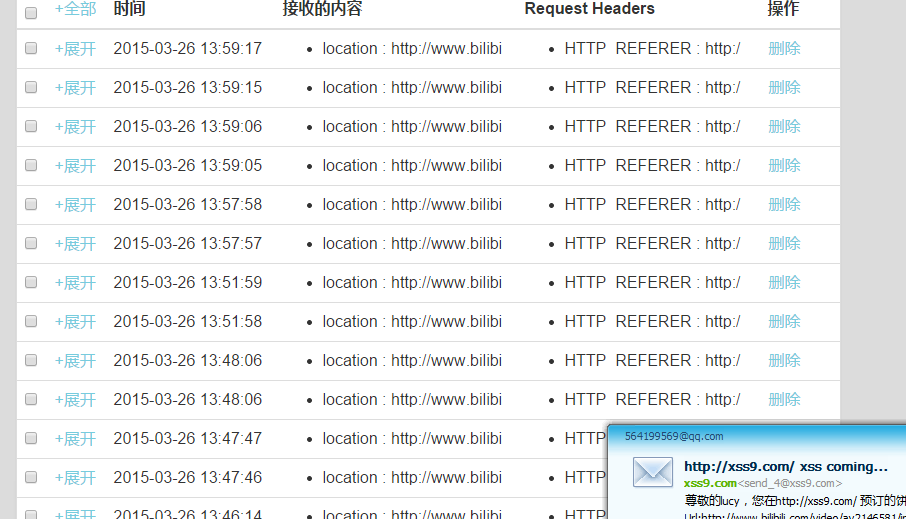 +全部 时间 接收的内容 Request Headers 操作
+展开 2015-03-26 13:59:17 • location : http://www.bilibi • HTTP_REFERER : http:/ 删除
+展开 2015-03-26 13:59:15 • location : http://www.bilibi • HTTP_REFERER : http:/ 删除
+展开 2015-03-26 13:59:06 • location : http://www.bilibi • HTTP_REFERER : http:/ 删除
+展开 2015-03-26 13:59:05 • location : http://www.bilibi • HTTP_REFERER : http:/ 删除
+展开 2015-03-26 13:57:58 • location : http://www.bilibi • HTTP_REFERER : http:/ 删除
+展开 2015-03-26 13:57:57 • location : http://www.bilibi • HTTP_REFERER : http:/ 删除
+展开 2015-03-26 13:51:59 • location : http://www.bilibi • HTTP_REFERER : http:/ 删除
+展开 2015-03-26 13:51:58 • location : http://www.bilibi • HTTP_REFERER : http:/ 删除
+展开 2015-03-26 13:48:06 • location : http://www.bilibi • HTTP_REFERER : http:/ 删除
+展开 2015-03-26 13:48:06 • location : http://www.bilibi • HTTP_REFERER : http:/ 删除
+展开 2015-03-26 13:47:47 • location : http://www.bilibi • HTTP
+展开 2015-03-26 13:47:46 • location : http://www.bilibi • HTTP
+展开 2015-03-26 13:46:14 • location : http://www.bilibi • HTTP
564199569@qq.com
http://xss9.com/ xss coming...
xss9.com<send_4@xss9.com>
尊敬的lucy，您在http://xss9.com/ 预订的饼
Url:http://www.bilibili.com/video/av2146581/in